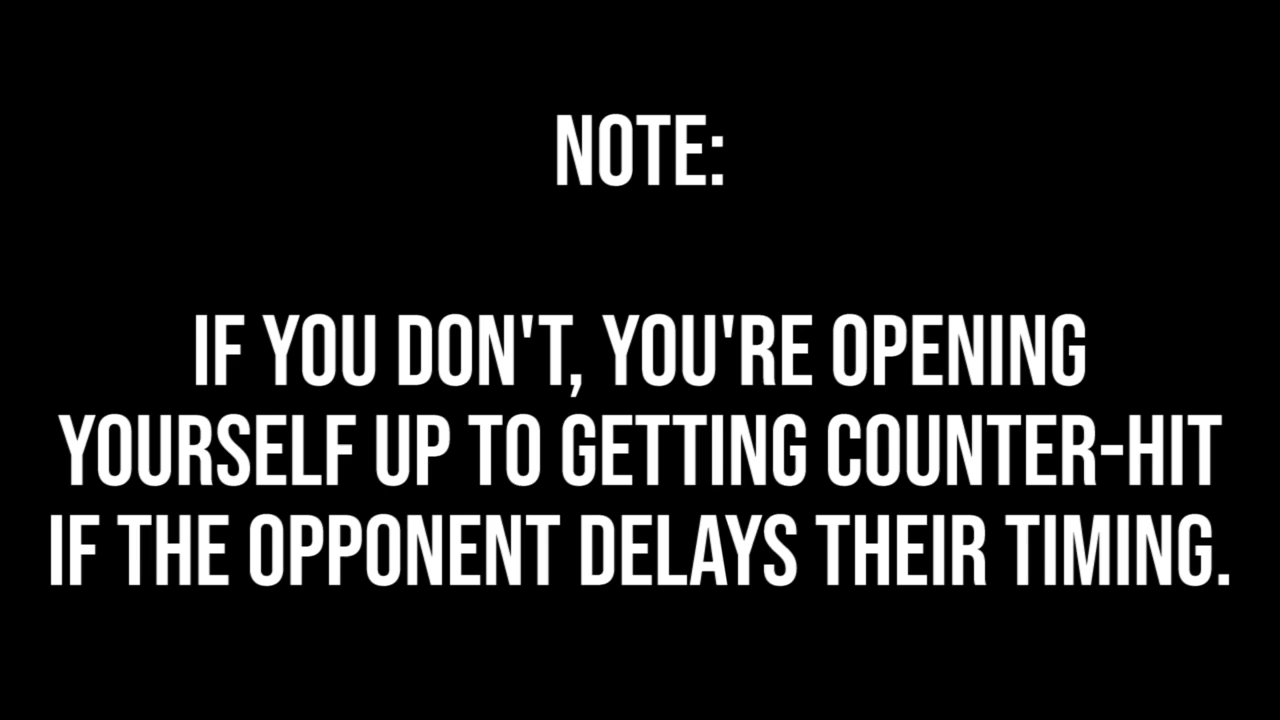 NOTE:
IF YOU DON'T, YOU'RE OPENING
YOURSELF UP TO GETTING COUNTER-HIT
IF THE OPPONENT DELAYS THEIR TIMING.